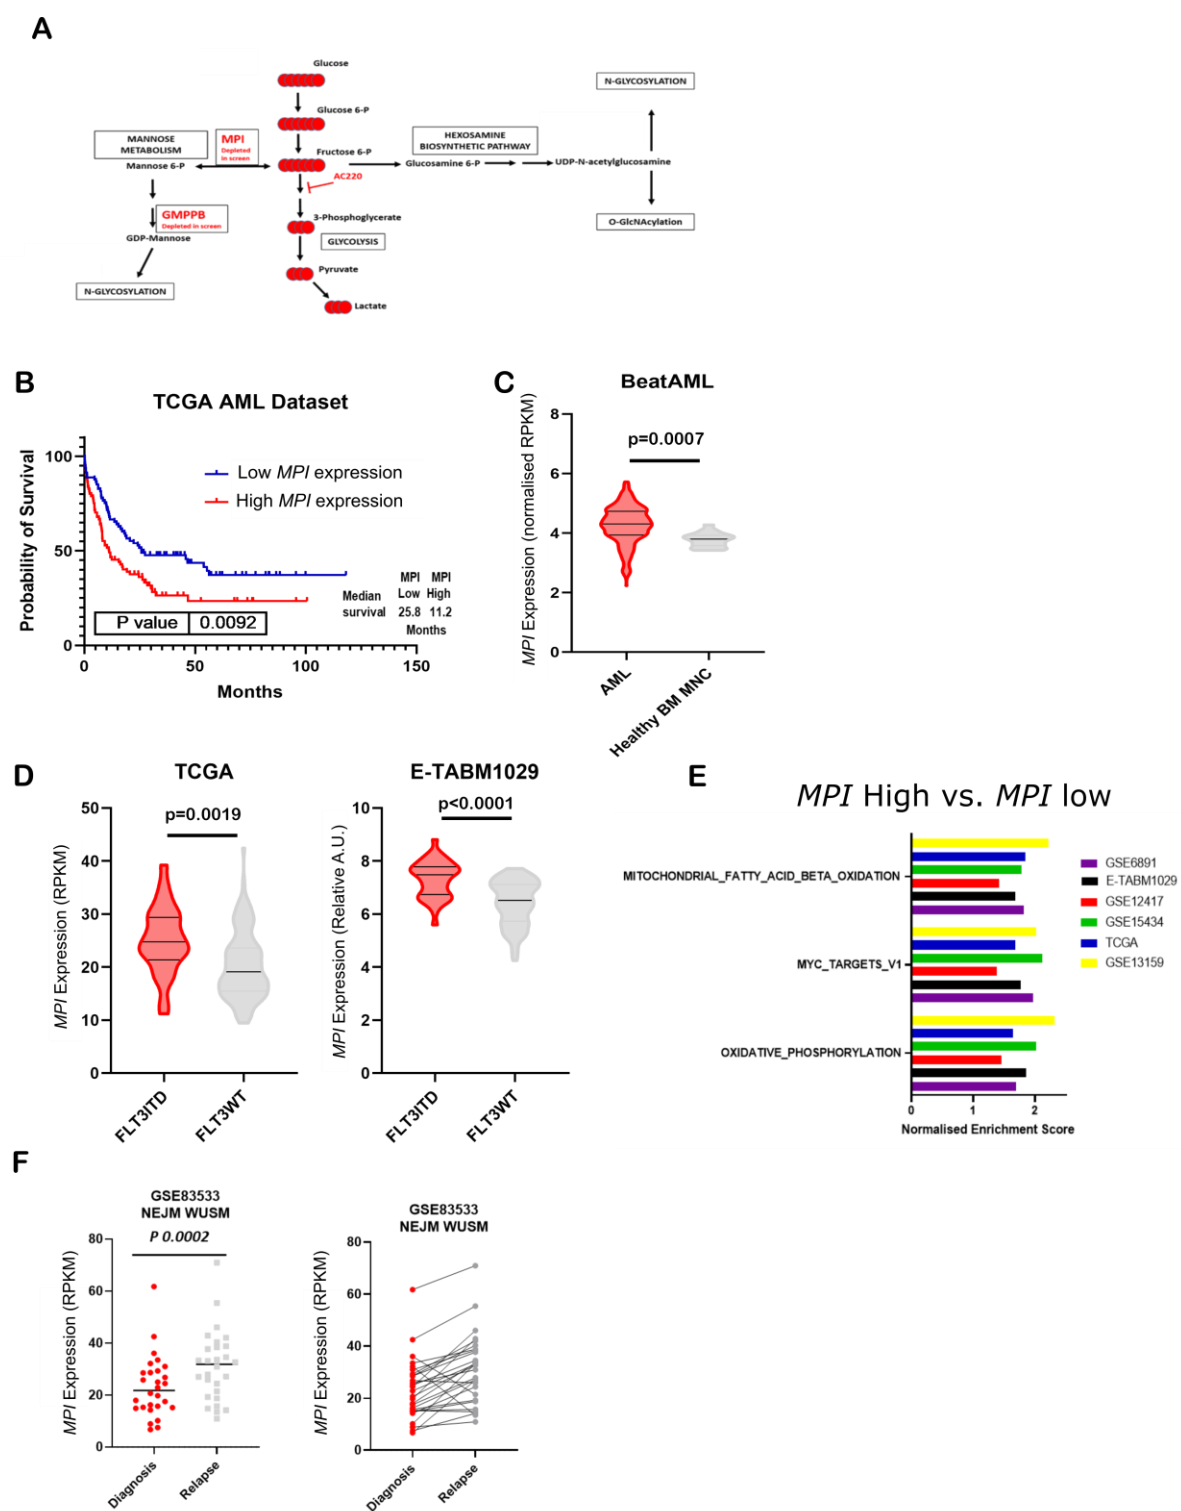 A
Glucose
Glucose 6-P
Fructose 6-P
AC220
3-Phosphoglycerate
GLYCOLYSIS
Pyruvate
Lactate
MANNOSE
METABOLISM
Mannose 6-P
MPI
Depleted
in screen
GMPPB
Depleted in screen
GDP-Mannose
N-GLYCOSYLATION
HEXOSAMINE
BIOSYNTHETIC PATHWAY
Glucosamine 6-P
UDP-N-acetylglucosamine
N-GLYCOSYLATION
O-GlcNAcylation
B
TCGA AML Dataset
Probability of Survival
100
50
0
Low MPI expression
High MPI expression
P value 0.0092
MPI MPI
Low High
Median survival
25.8 11.2
Months
0 50 100 150
Months
C
BeatAML
p=0.0007
MPI Expression (normalised RPKM)
8
6
4
2
0
AML
Healthy BM MNC
D
TCGA
p=0.0019
MPI Expression (RPKM)
50
40
30
20
10
0
FLT3ITD
FLT3WT
E-TABM1029
p<0.0001
MPI Expression (Relative A.U.)
10
8
6
4
2
0
FLT3ITD
FLT3WT
E
MPI High vs. MPI low
MITOCHONDRIAL_FATTY_ACID_BETA_OXIDATION
MYC_TARGETS_V1
OXIDATIVE_PHOSPHORYLATION
0 1 2
Normalised Enrichment Score
GSE6891
E-TABM1029
GSE12417
GSE15434
TCGA
GSE13159
F
GSE83533
NEJM WUSM
P 0.0002
MPI Expression (RPKM)
80
60
40
20
0
Diagnosis
Relapse
GSE83533
NEJM WUSM
MPI Expression (RPKM)
80
60
40
20
0
Diagnosis
Relapse